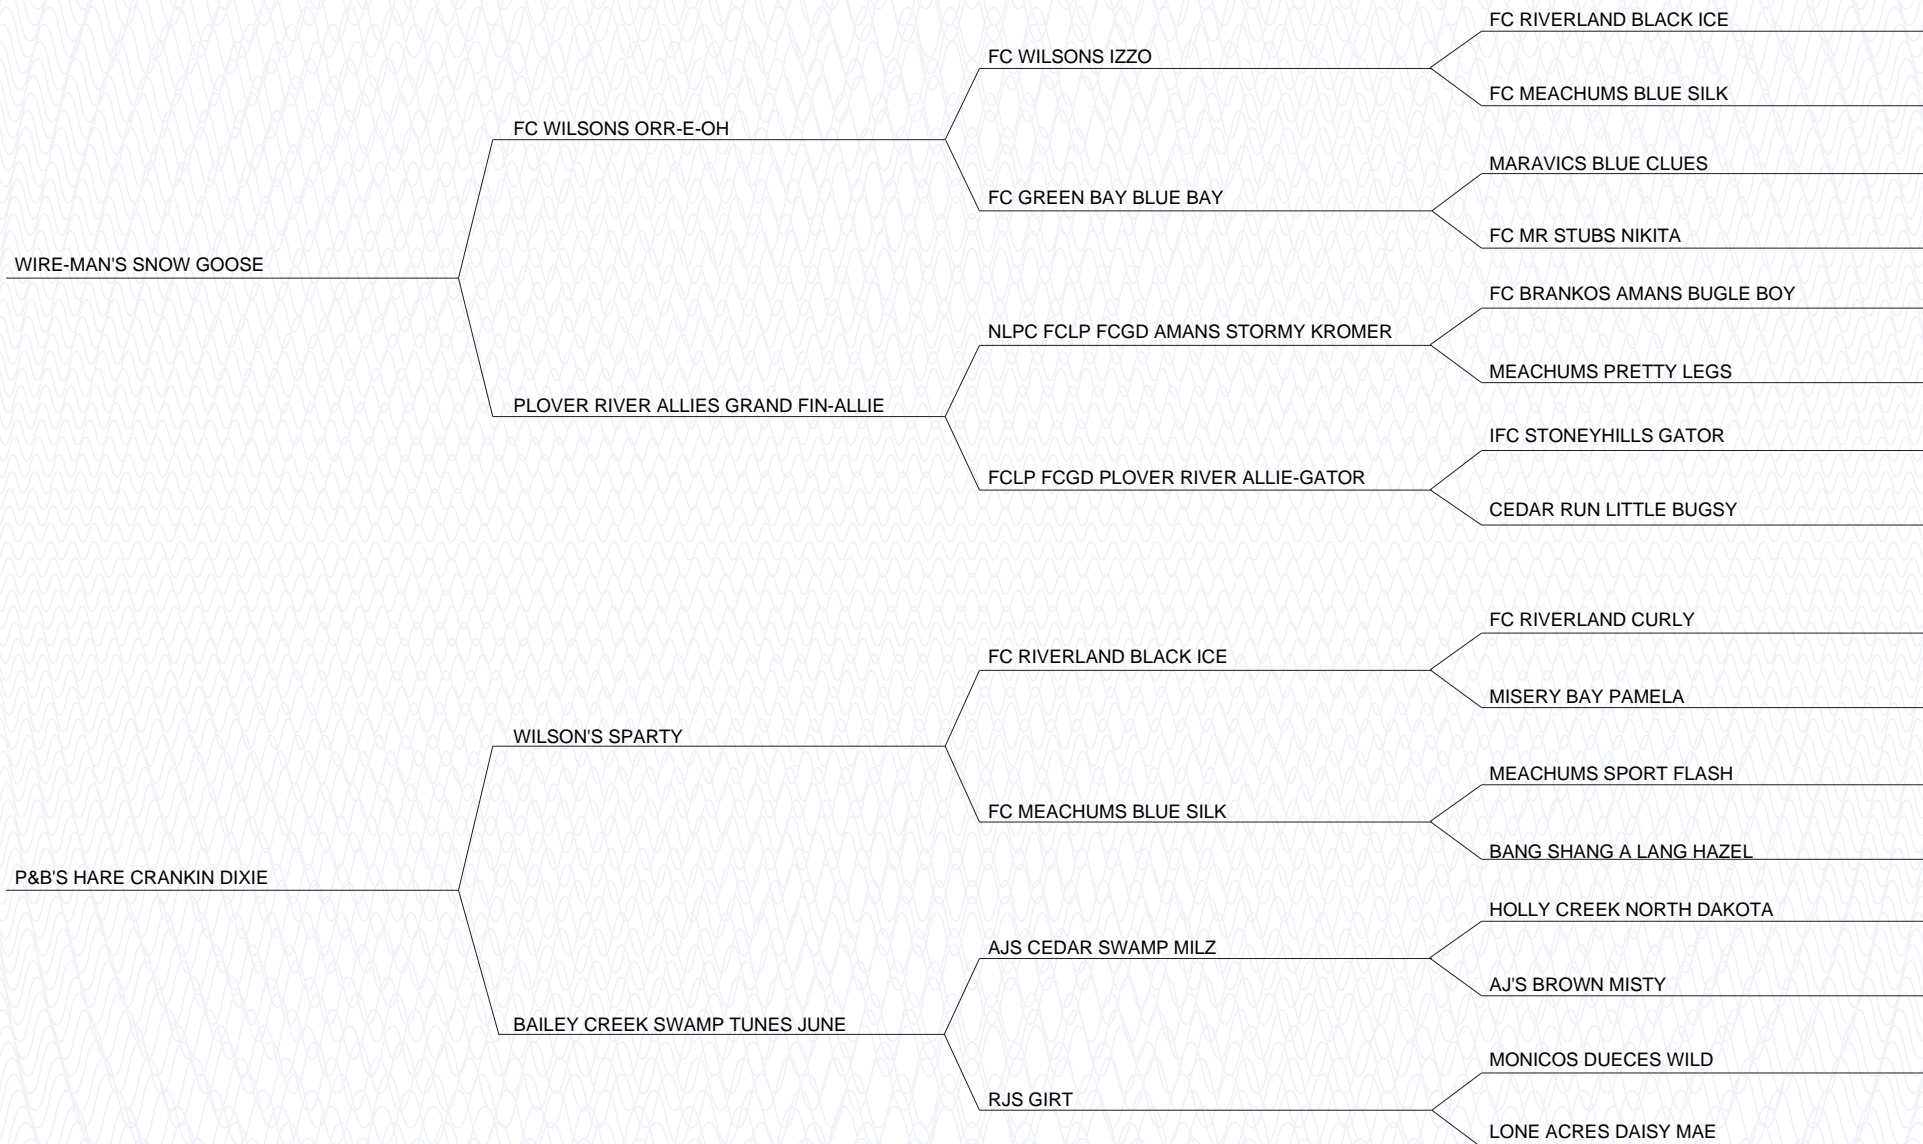 FC RIVERLAND BLACK ICE
FC WILSONS IZZO
FC MEACHUMS BLUE SILK
FC WILSONS ORR-E-OH
MARAVICS BLUE CLUES
FC GREEN BAY BLUE BAY
FC MR STUBS NIKITA
WIRE-MAN'S SNOW GOOSE
FC BRANKOS AMANS BUGLE BOY
NLPC FCLP FCGD AMANS STORMY KROMER
MEACHUMS PRETTY LEGS
PLOVER RIVER ALLIES GRAND FIN-ALLIE
IFC STONEYHILLS GATOR
FCLP FCGD PLOVER RIVER ALLIE-GATOR
CEDAR RUN LITTLE BUGSY
FC RIVERLAND CURLY
FC RIVERLAND BLACK ICE
MISERY BAY PAMELA
WILSON'S SPARTY
MEACHUMS SPORT FLASH
FC MEACHUMS BLUE SILK
BANG SHANG A LANG HAZEL
P&B'S HARE CRANKIN DIXIE
HOLLY CREEK NORTH DAKOTA
AJS CEDAR SWAMP MILZ
AJ'S BROWN MISTY
BAILEY CREEK SWAMP TUNES JUNE
MONICOS DUECES WILD
RJS GIRT
LONE ACRES DAISY MAE